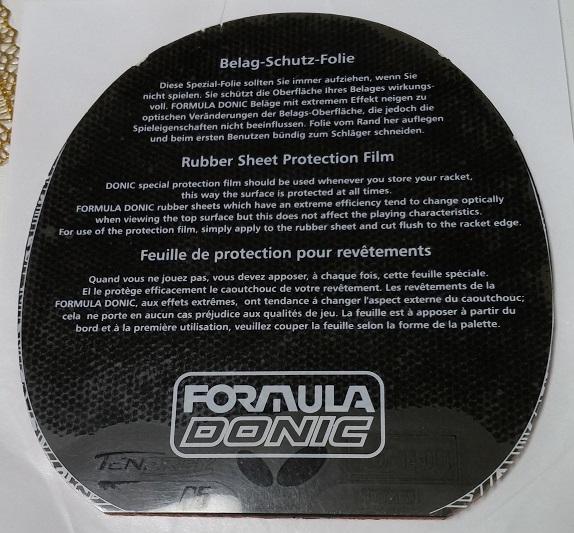 Belag-Schutz-Folie
Diese Spezial-Folie sollten Sie immer aufziehen, wenn Sie
nicht spielen. Sie schützt die Oberfläche Ihres Belages wirkungs-
voll. FORMULA DONIC Beläge mit extremem Effekt neigen zu
optischen Veränderungen der Belags-Oberfläche, die jedoch die
Spieleigenschaften nicht beeinflussen. Folie vom Rand her auflegen
und beim ersten Benutzen bündig zum Schläger schneiden.
Rubber Sheet Protection Film
DONIC special protection film should be used whenever you store your racket,
this way the surface is protected at all times.
FORMULA DONIC rubber sheets which have an extreme efficiency tend to change optically
when viewing the top surface but this does not affect the playing characteristics.
For use of the protection film, simply apply to the rubber sheet and cut flush to the racket edge.
Feuille de protection pour revêtements
Quand vous ne jouez pas, vous devez apposer, à chaque fois, cette feuille spéciale.
El le protège efficacement le caoutchouc de votre revêtement. Les revêtements de la
FORMULA DONIC, aux effets extrêmes, ont tendance á changer l'aspect externe du caoutchouc;
cela ne porte en aucun cas préjudice aux qualités de jeu. La feuille est à apposer à partir du
bord et à la première utilisation, veuillez couper la feuille selon la forme de la palette.
FORMULA
DONIC